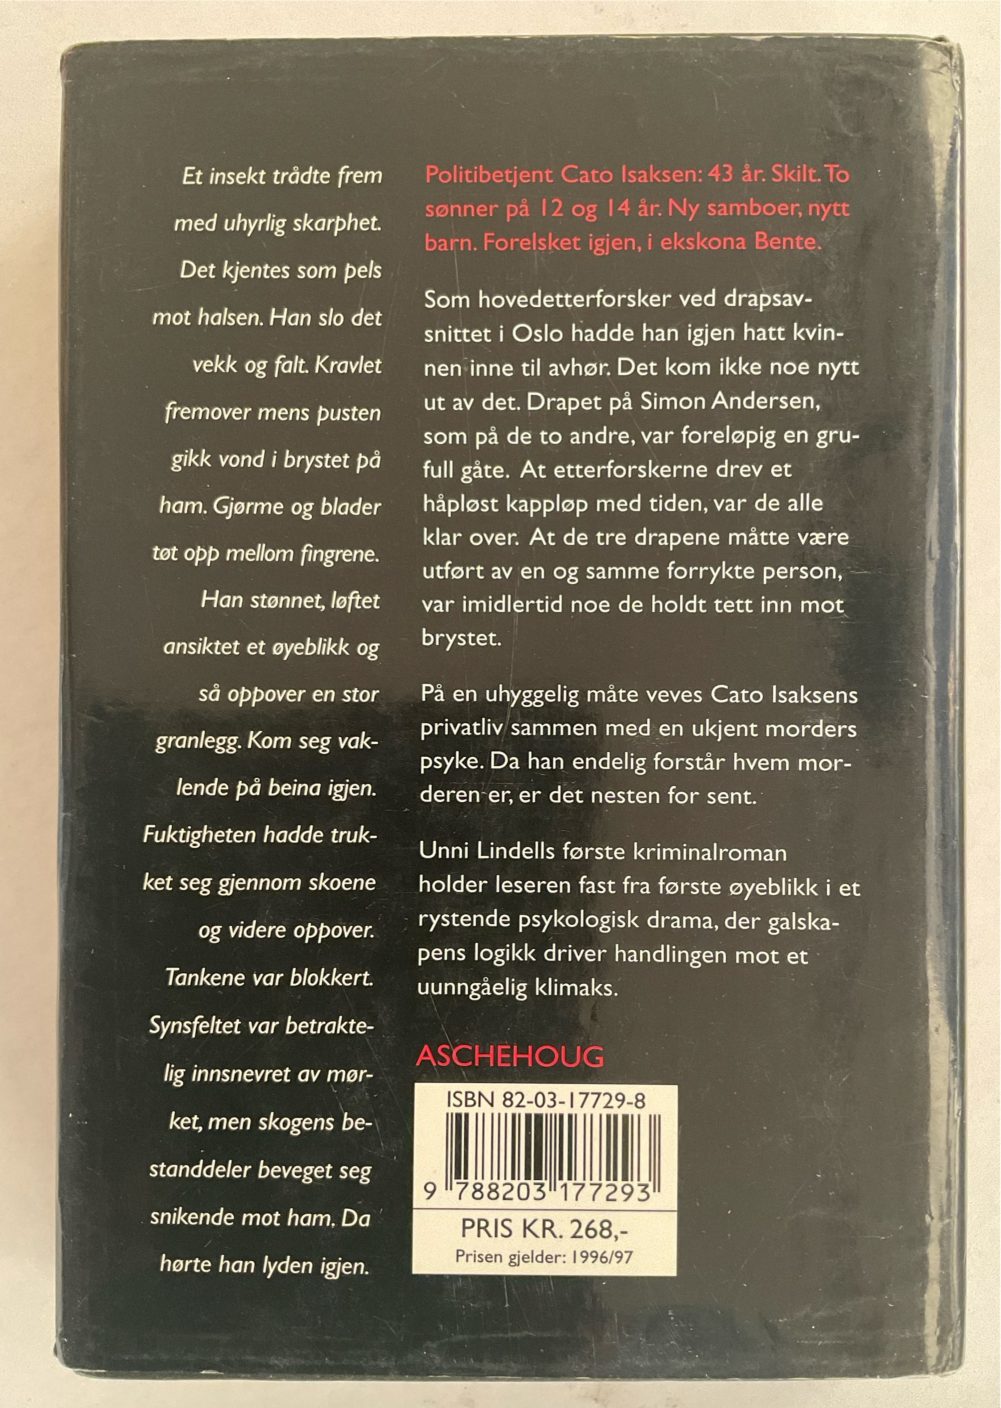 Et insekt trådte frem
med uhyrlig skarphet.
Det kjentes som pels
mot halsen. Han slo det
vekk og falt. Kravlet
fremover mens pusten
gikk vond i brystet på
ham. Gjørme og blader
tøt opp mellom fingrene.
Han stønnet, løftet
ansiktet et øyeblikk og
så oppover en stor
granlegg. Kom seg vak-
lende på beina igjen.
Fuktigheten hadde truk-
ket seg gjennom skoene
og videre oppover.
Tankene var blokkert.
Synsfeltet var betrakte-
lig innsnevret av mør-
ket, men skogens be-
standdeler beveget seg
snikende mot ham. Da
hørte han lyden igjen.
Politibetjent Cato Isaksen: 43 år. Skilt. To
sønner på 12 og 14 år. Ny samboer, nytt
barn. Forelsket igjen, i ekskona Bente.
Som hovedetterforsker ved drapsav-
snittet i Oslo hadde han igjen hatt kvin-
nen inne til avhør. Det kom ikke noe nytt
ut av det. Drapet på Simon Andersen,
som på de to andre, var foreløpig en gru-
full gåte. At etterforskerne drev et
håpløst kappløp med tiden, var de alle
klar over. At de tre drapene måtte være
utført av en og samme forrykte person,
var imidlertid noe de holdt tett inn mot
brystet.
På en uhyggelig måte veves Cato Isaksens
privatliv sammen med en ukjent morders
psyke. Da han endelig forstår hvem mor-
deren er, er det nesten for sent.
Unni Lindells første kriminalroman
holder leseren fast fra første øyeblikk i et
rystende psykologisk drama, der galska-
pens logikk driver handlingen mot et
uunngåelig klimaks.
ASCHEHOUG
ISBN 82-03-17729-8
9 788203 177293
PRIS KR. 268,-
Prisen gjelder: 1996/97